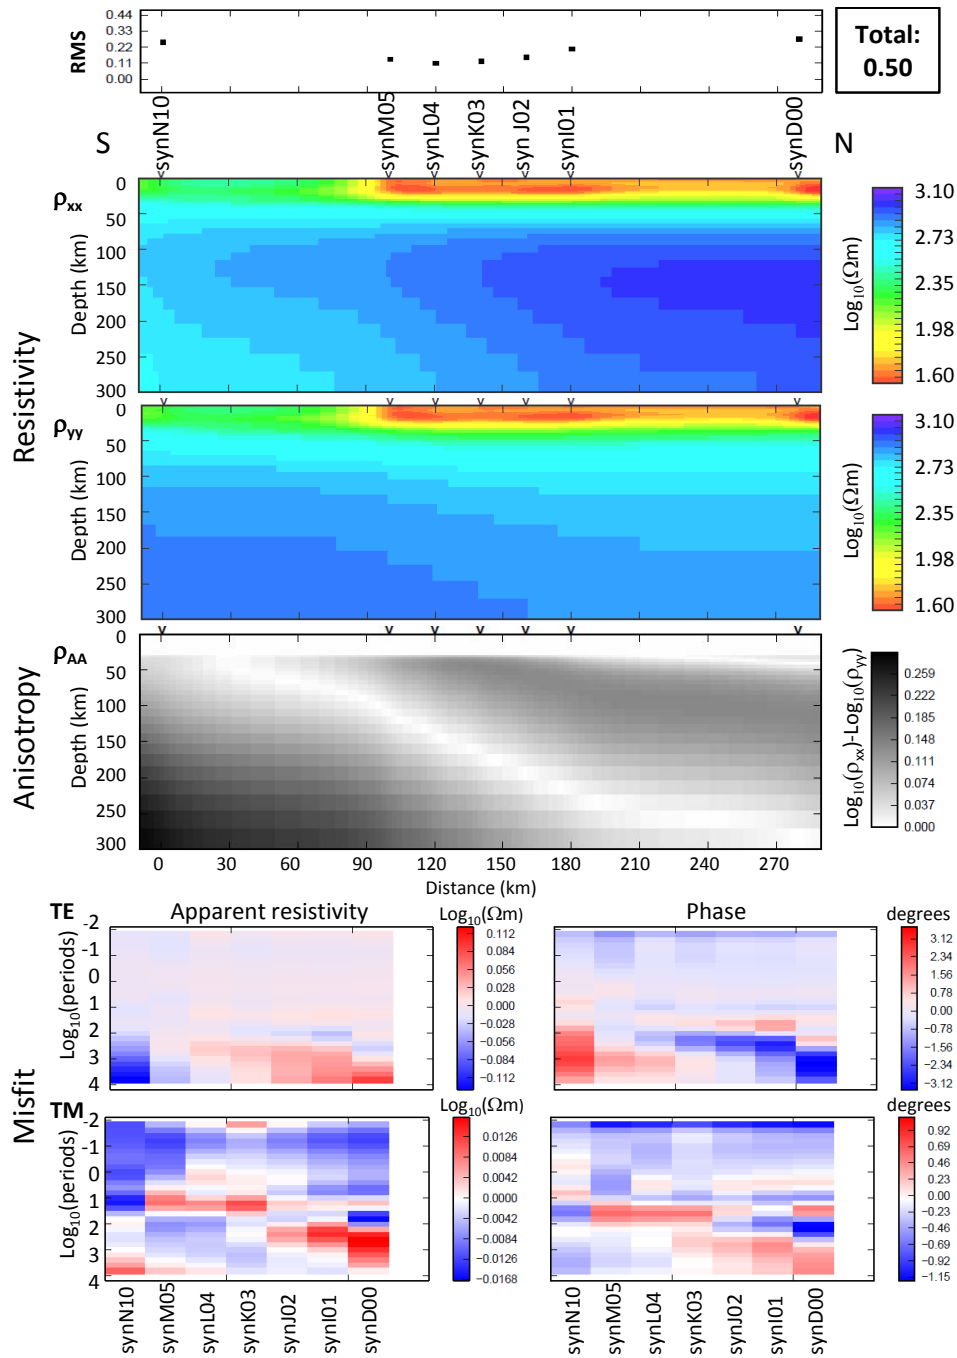 RMS
0.44
0.33
0.22
0.11
0.00
Total:
0.50
S
<synN10
<synM05
<synL04
<synK03
<syn J02
<synI01
<synD00
N
Resistivity
ρxx
Depth (km)
0
50
100
150
200
250
300
Log10(Ωm)
3.10
2.73
2.35
1.98
1.60
ρyy
Depth (km)
0
50
100
150
200
250
300
Log10(Ωm)
3.10
2.73
2.35
1.98
1.60
Anisotropy
ρAA
Depth (km)
0
50
100
150
200
250
300
Log10(ρxx)-Log10(ρyy)
0.259
0.222
0.185
0.148
0.111
0.074
0.037
0.000
0 30 60 90 120 150 180 210 240 270
Distance (km)
Misfit
TE
Apparent resistivity
Log10(Ωm)
Phase
degrees
Log10(periods)
-2
-1
0
1
2
3
4
0.112
0.084
0.056
0.028
0.000
−0.028
−0.056
−0.084
−0.112
3.12
2.34
1.56
0.78
0.00
−0.78
−1.56
−2.34
−3.12
TM
Log10(Ωm)
degrees
Log10(periods)
-2
-1
0
1
2
3
4
0.0126
0.0084
0.0042
0.0000
−0.0042
−0.0084
−0.0126
−0.0168
0.92
0.69
0.46
0.23
0.00
−0.23
−0.46
−0.69
−0.92
−1.15
synN10
synM05
synL04
synK03
synJ02
synI01
synD00
synN10
synM05
synL04
synK03
synJ02
synI01
synD00